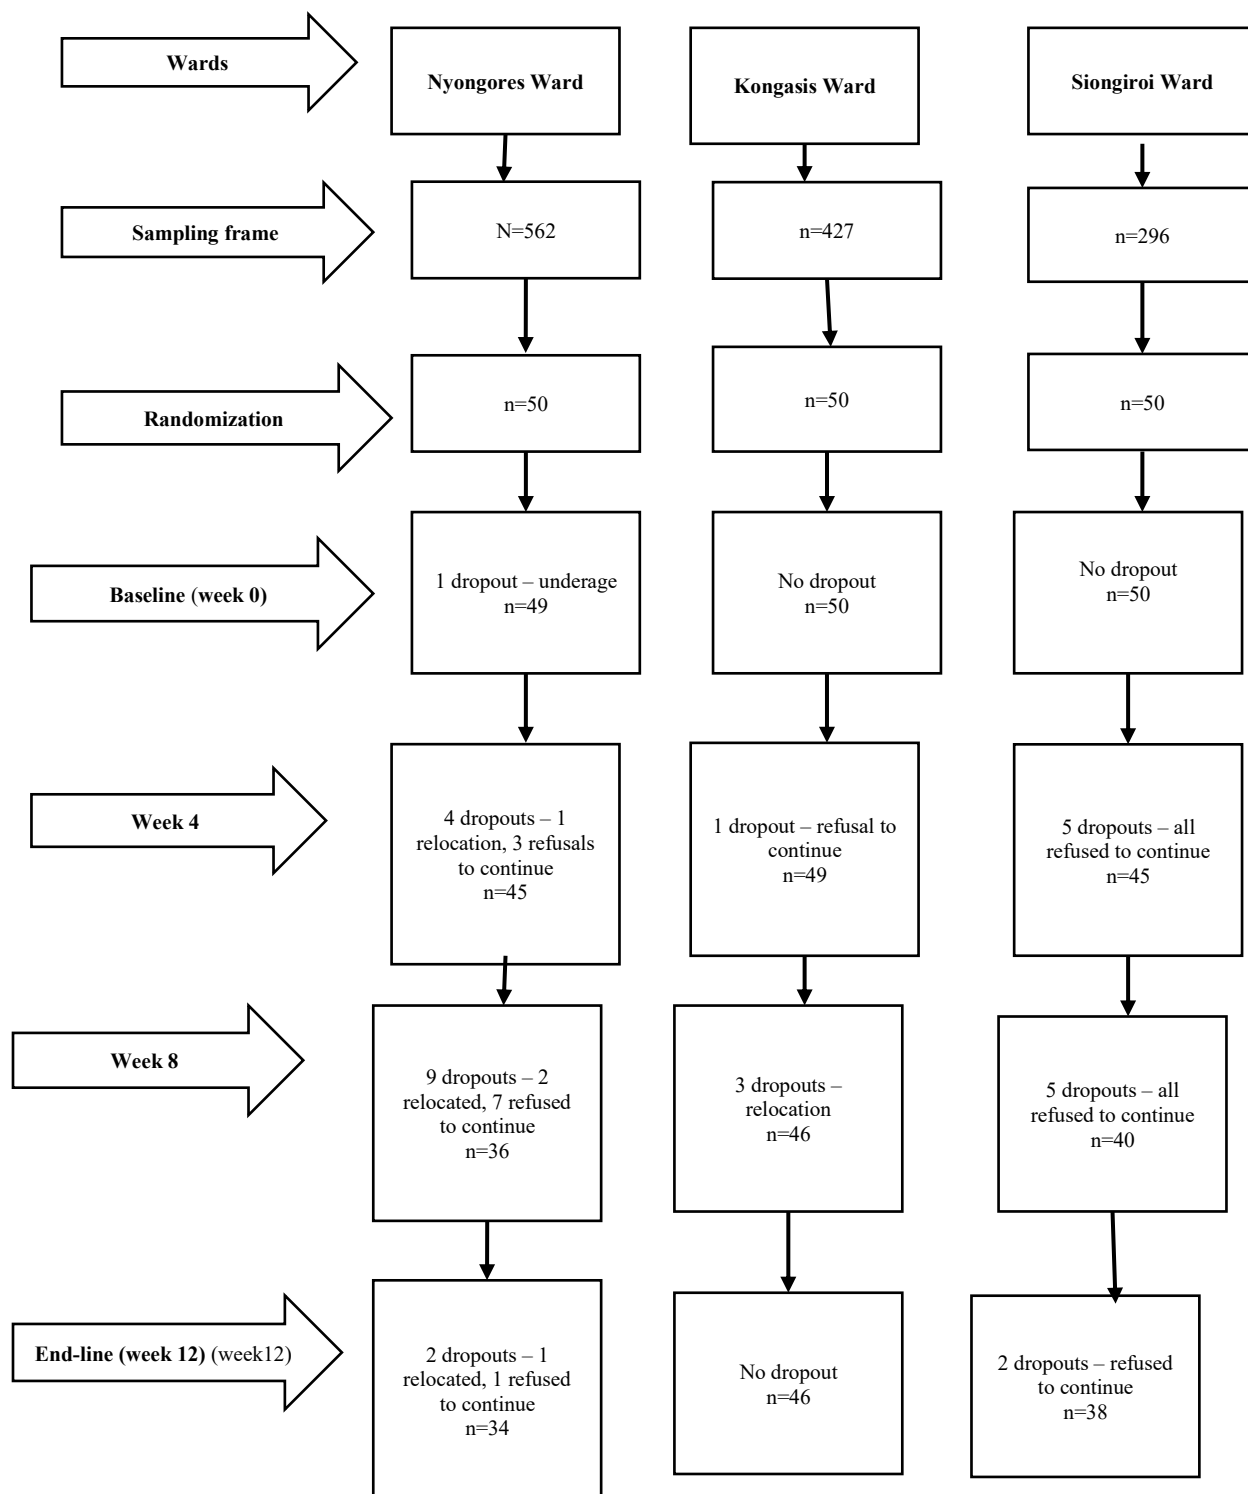 Wards
Nyongores Ward
Kongasis Ward
Siongiroi Ward
Sampling frame
N=562
n=427
n=296
Randomization
n=50
n=50
n=50
Baseline (week 0)
1 dropout – underage
n=49
No dropout
n=50
No dropout
n=50
Week 4
4 dropouts – 1
relocation, 3 refusals
to continue
n=45
1 dropout – refusal to
continue
n=49
5 dropouts – all
refused to continue
n=45
Week 8
9 dropouts – 2
relocated, 7 refused
to continue
n=36
3 dropouts –
relocation
n=46
5 dropouts – all
refused to continue
n=40
End-line (week 12) (week12)
2 dropouts – 1
relocated, 1 refused
to continue
n=34
No dropout
n=46
2 dropouts – refused
to continue
n=38